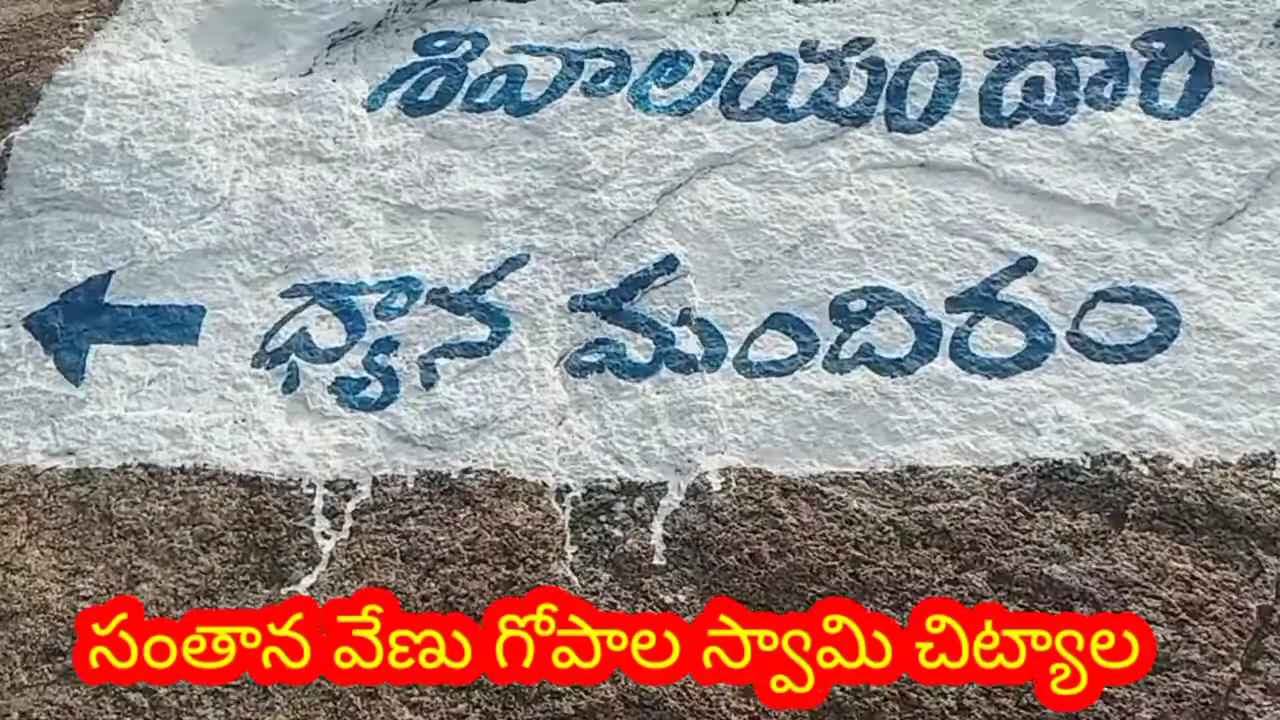 శివాలయం దారి
ధ్యాన మందిరం
సంతాన వేణు గోపాల స్వామి చిట్యాల